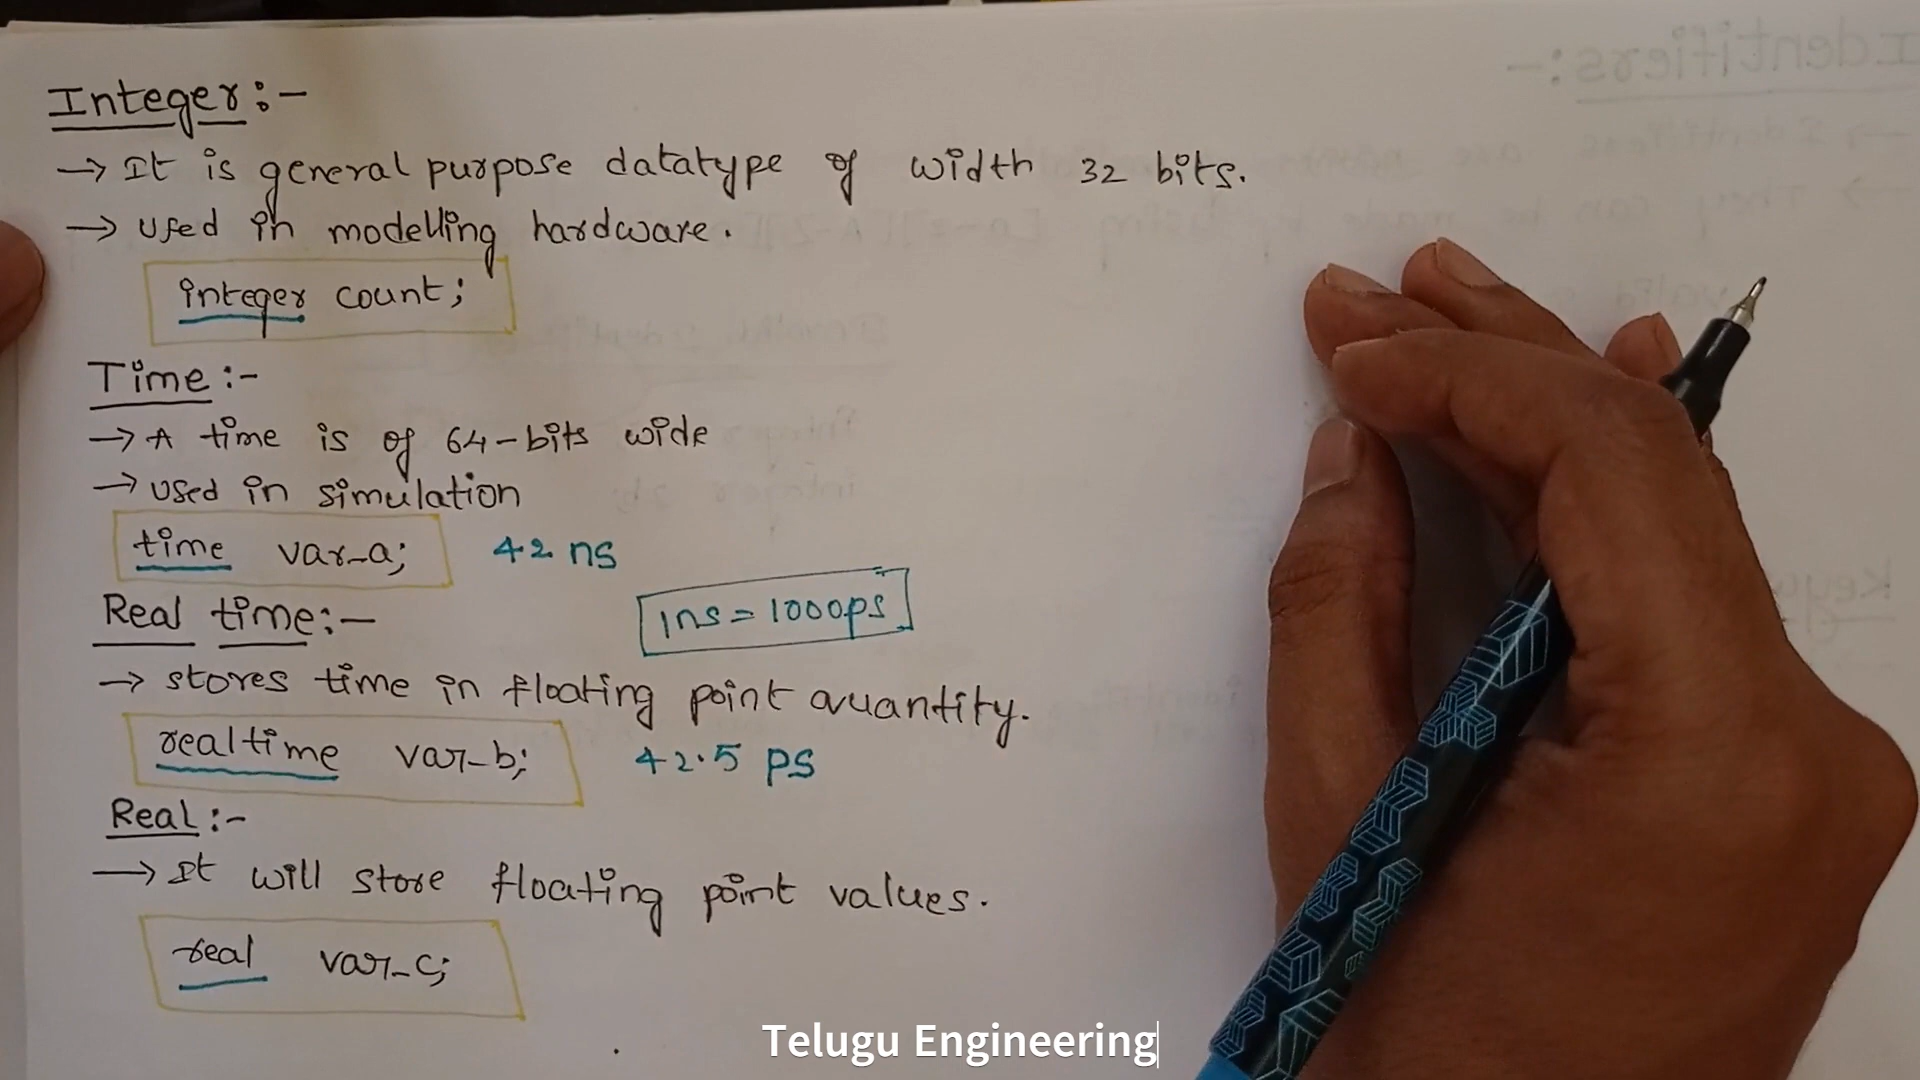 Integer:-
→ It is general purpose datatype of width 32 bits.
→ used in modelling hardware.
integer count;
Time:-
→ A time is of 64-bits wide
→ used in simulation
time var_a; 42 ns
Real time:-
1ns = 1000ps
→ stores time in floating point quantity.
realtime var_b; 42.5 ps
Real:-
→ It will store floating point values.
real var_c;
Telugu Engineering